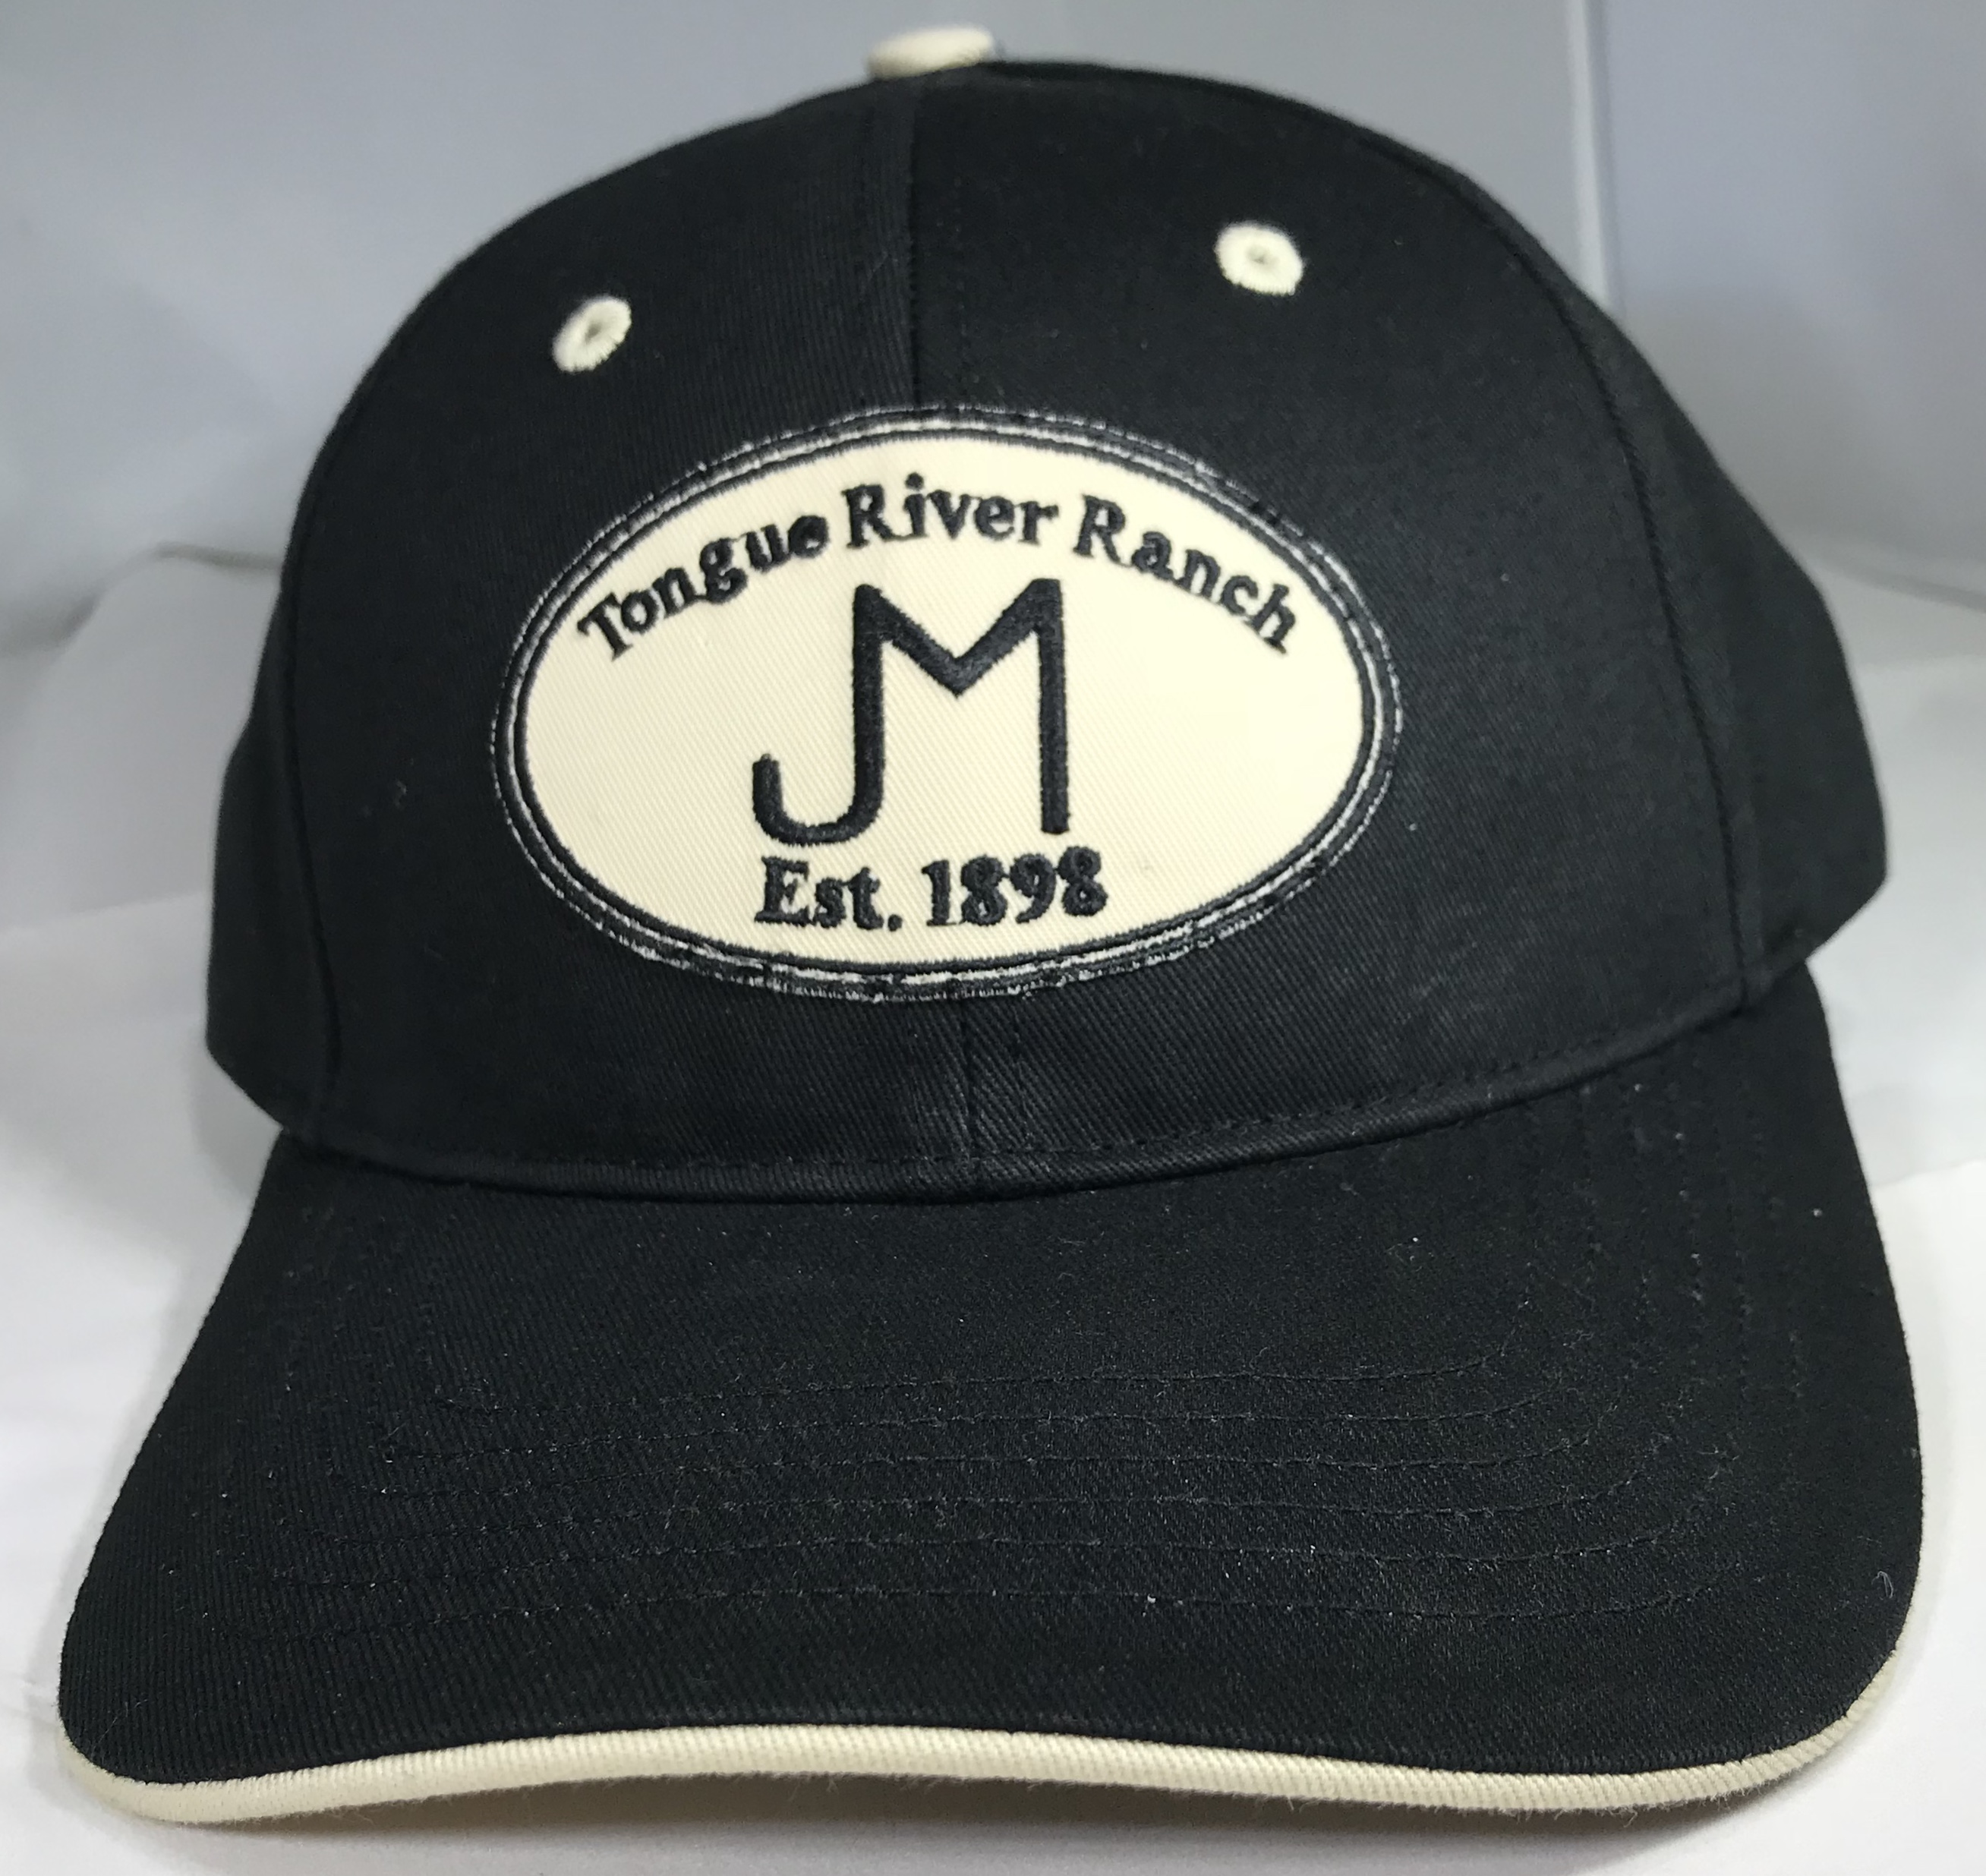 Tongue River Ranch
JM
Est. 1898